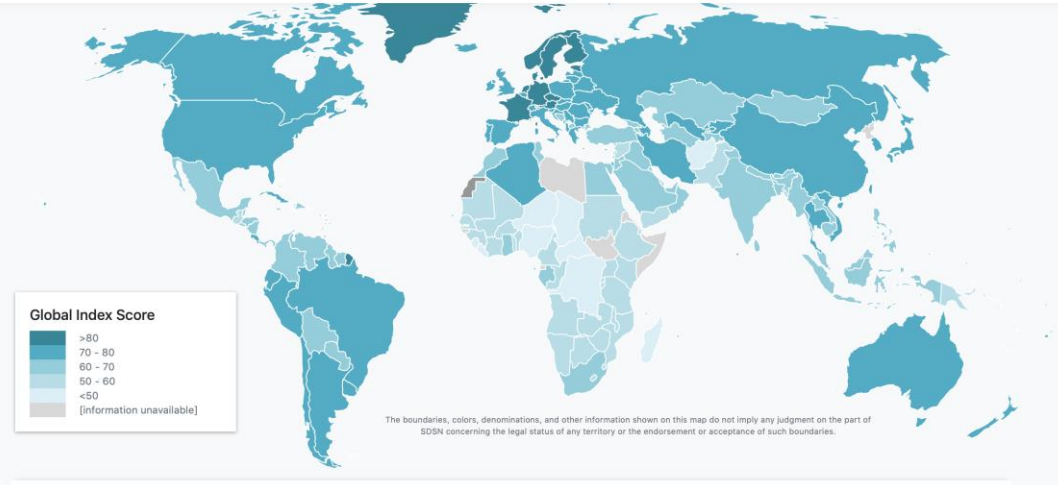 Global Index Score
>80
70 - 80
60 - 70
50 - 60
<50
[information unavailable]
The boundaries, colors, denominations, and other information shown on this map do not imply any judgment on the part of
SDSN concerning the legal status of any territory or the endorsement or acceptance of such boundaries.